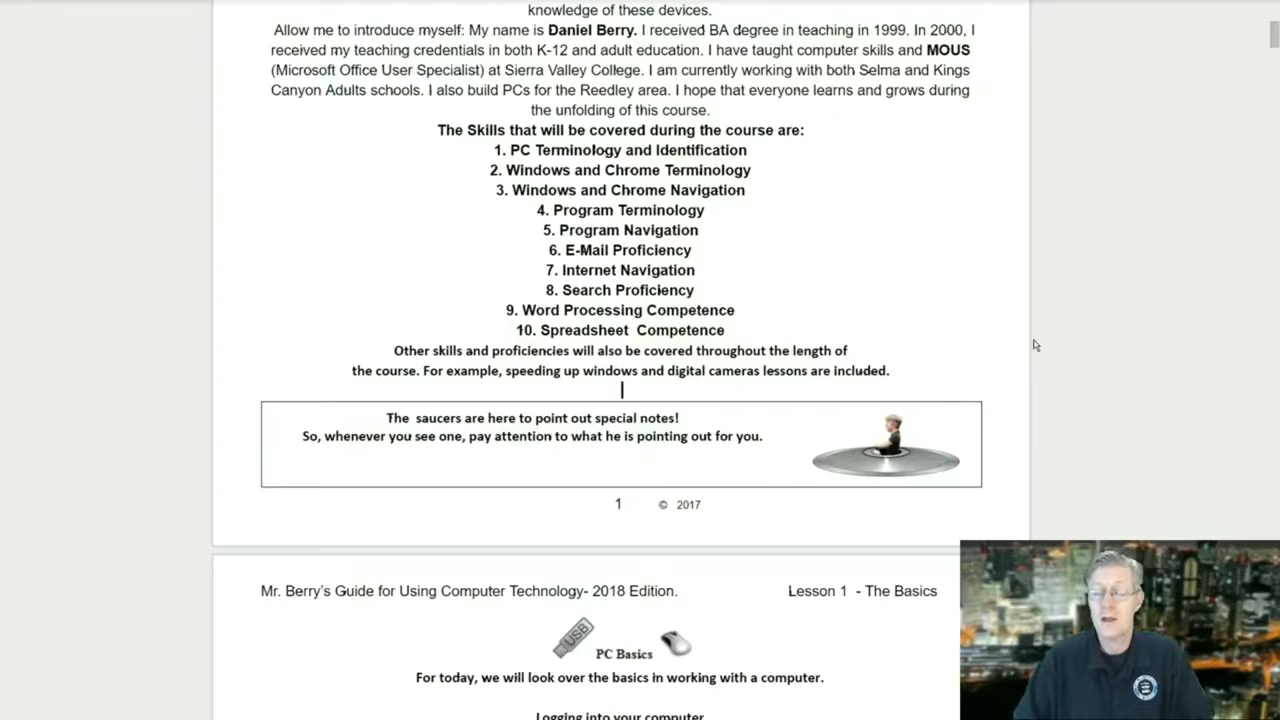 knowledge of these devices.
Allow me to introduce myself: My name is Daniel Berry. I received BA degree in teaching in 1999. In 2000, I
received my teaching credentials in both K-12 and adult education. I have taught computer skills and MOUS
(Microsoft Office User Specialist) at Sierra Valley College. I am currently working with both Selma and Kings
Canyon Adults schools. I also build PCs for the Reedley area. I hope that everyone learns and grows during
the unfolding of this course.
The Skills that will be covered during the course are:
1. PC Terminology and Identification
2. Windows and Chrome Terminology
3. Windows and Chrome Navigation
4. Program Terminology
5. Program Navigation
6. E-Mail Proficiency
7. Internet Navigation
8. Search Proficiency
9. Word Processing Competence
10. Spreadsheet Competence
Other skills and proficiencies will also be covered throughout the length of
the course. For example, speeding up windows and digital cameras lessons are included.
The saucers are here to point out special notes!
So, whenever you see one, pay attention to what he is pointing out for you.
1 © 2017
Mr. Berry's Guide for Using Computer Technology- 2018 Edition. Lesson 1 - The Basics
USB
PC Basics
For today, we will look over the basics in working with a computer.
Logging into your computer